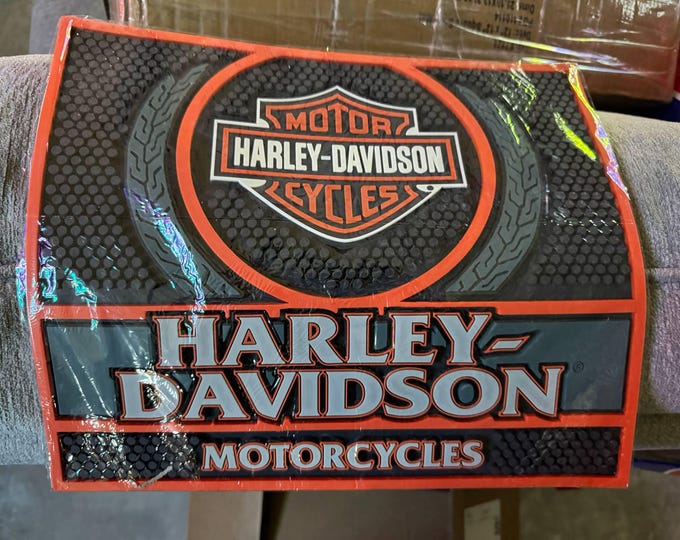 MOTOR
HARLEY-DAVIDSON
CYCLES
HARLEY-
DAVIDSON®
MOTORCYCLES